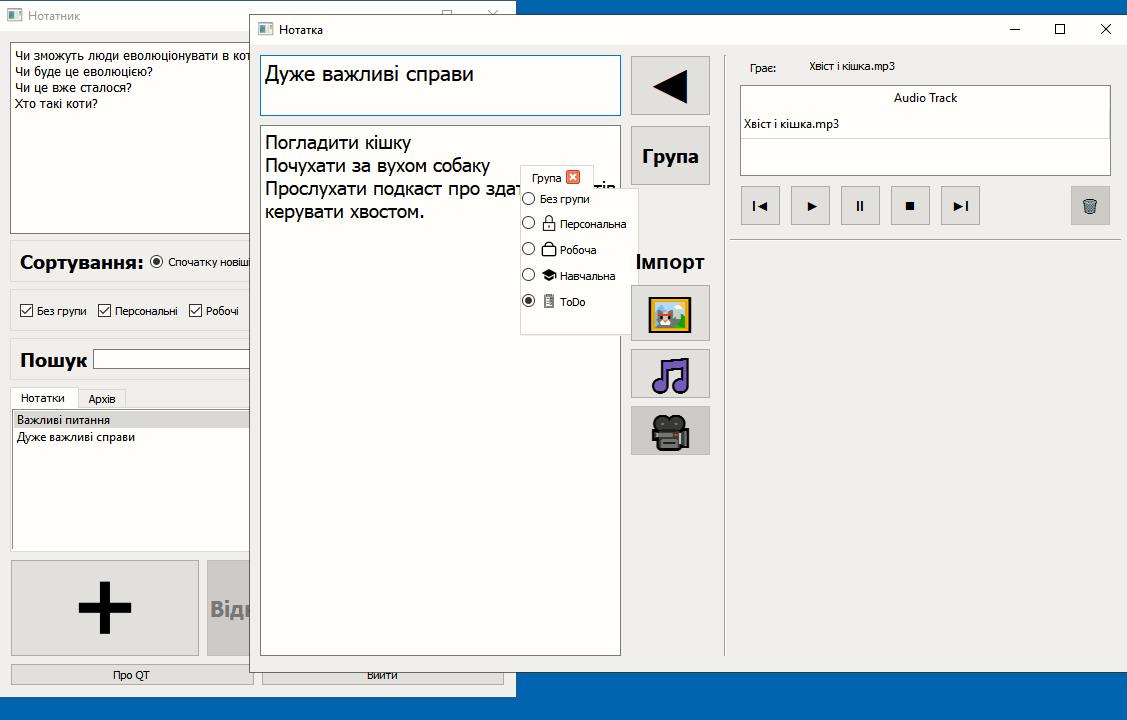 Нотатник
Чи зможуть люди еволюціонувати в кот
Чи буде це еволюцією?
Чи це вже сталося?
Хто такі коти?
Сортування:
Спочатку новіші
Без групи
Персональні
Робочі
Пошук
Нотатки
Архів
Важливі питання
Дуже важливі справи
Від
Про QT
Вийти
Нотатка
Дуже важливі справи
Погладити кішку
Почухати за вухом собаку
Прослухати подкаст про здат
керувати хвостом.
Група
Група
Без групи
Персональна
Робоча
Навчальна
ToDo
Імпорт
Грає:
Хвіст і кішка.mp3
Audio Track
Хвіст і кішка.mp3